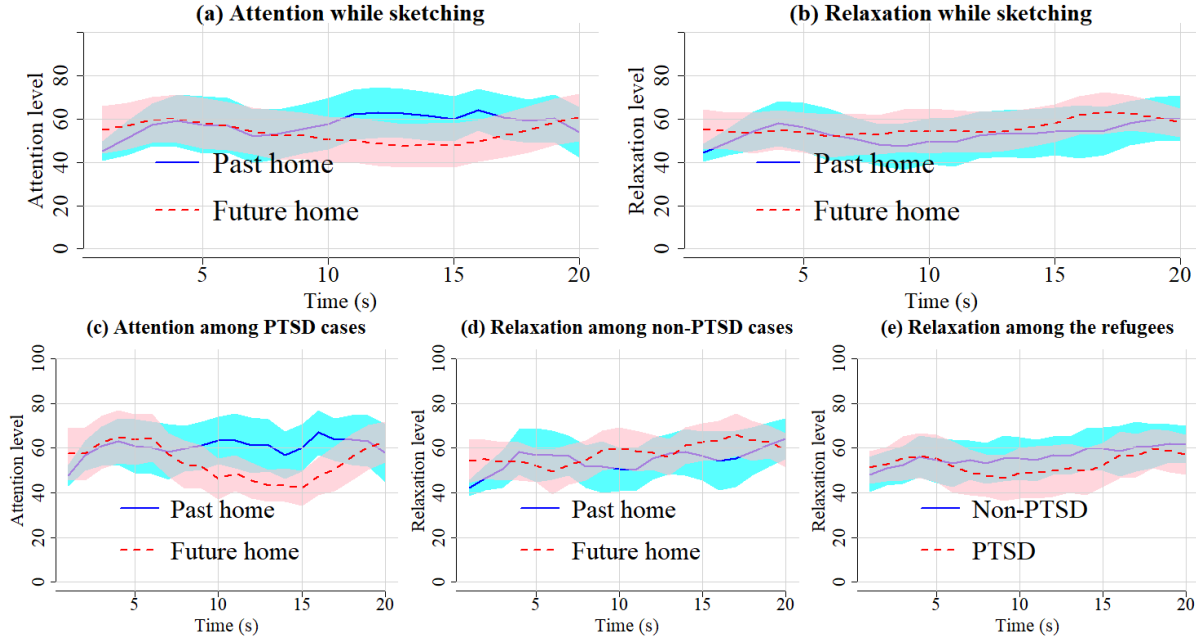 (a) Attention while sketching
Attention level
0 20 40 60 80
Past home
Future home
5 10 15 20
Time (s)
(b) Relaxation while sketching
Relaxation level
0 20 40 60 80
Past home
Future home
5 10 15 20
Time (s)
(c) Attention among PTSD cases
Attention level
0 20 40 60 80 100
Past home
Future home
5 10 15 20
Time (s)
(d) Relaxation among non-PTSD cases
Relaxation level
0 20 40 60 80 100
Past home
Future home
5 10 15 20
Time (s)
(e) Relaxation among the refugees
Relaxation level
0 20 40 60 80 100
Non-PTSD
PTSD
5 10 15 20
Time (s)